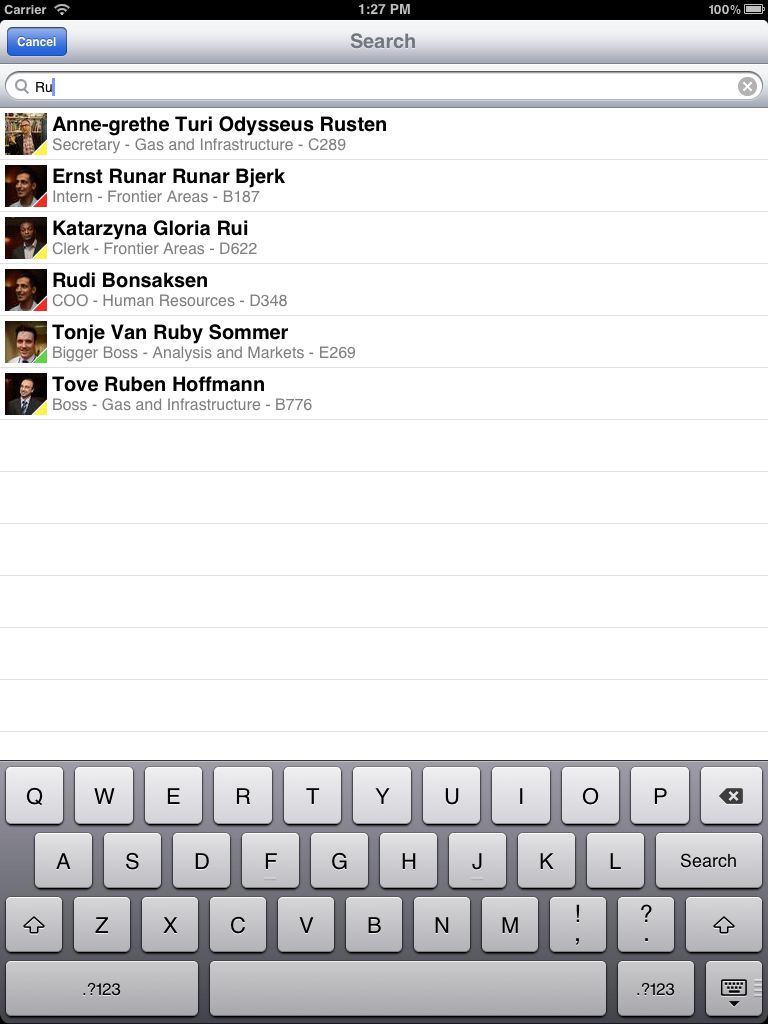 Carrier 1:27 PM 100%
Cancel Search
Ru
Anne-grethe Turi Odysseus Rusten
Secretary - Gas and Infrastructure - C289
Ernst Runar Runar Bjerk
Intern - Frontier Areas - B187
Katarzyna Gloria Rui
Clerk - Frontier Areas - D622
Rudi Bonsaksen
COO - Human Resources - D348
Tonje Van Ruby Sommer
Bigger Boss - Analysis and Markets - E269
Tove Ruben Hoffmann
Boss - Gas and Infrastructure - B776
Q W E R T Y U I O P
A S D F G H J K L Search
Z X C V B N M ! , ? .
.?123 .?123